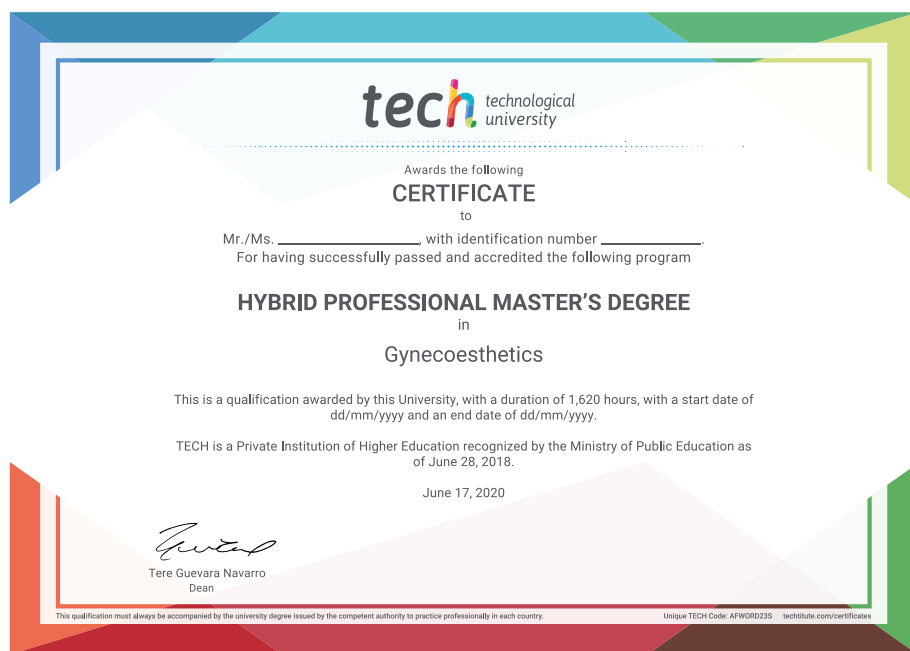 tech technological
university
Awards the following
CERTIFICATE
to
Mr./Ms. ____________________, with identification number ______________.
For having successfully passed and accredited the following program
HYBRID PROFESSIONAL MASTER'S DEGREE
in
Gynecoesthetics
This is a qualification awarded by this University, with a duration of 1,620 hours, with a start date of
dd/mm/yyyy and an end date of dd/mm/yyyy.
TECH is a Private Institution of Higher Education recognized by the Ministry of Public Education as
of June 28, 2018.
June 17, 2020
Tere Guevara Navarro
Dean
This qualification must always be accompanied by the university degree issued by the competent authority to practice professionally in each country.
Unique TECH Code: AFWORD23S techtitute.com/certificates